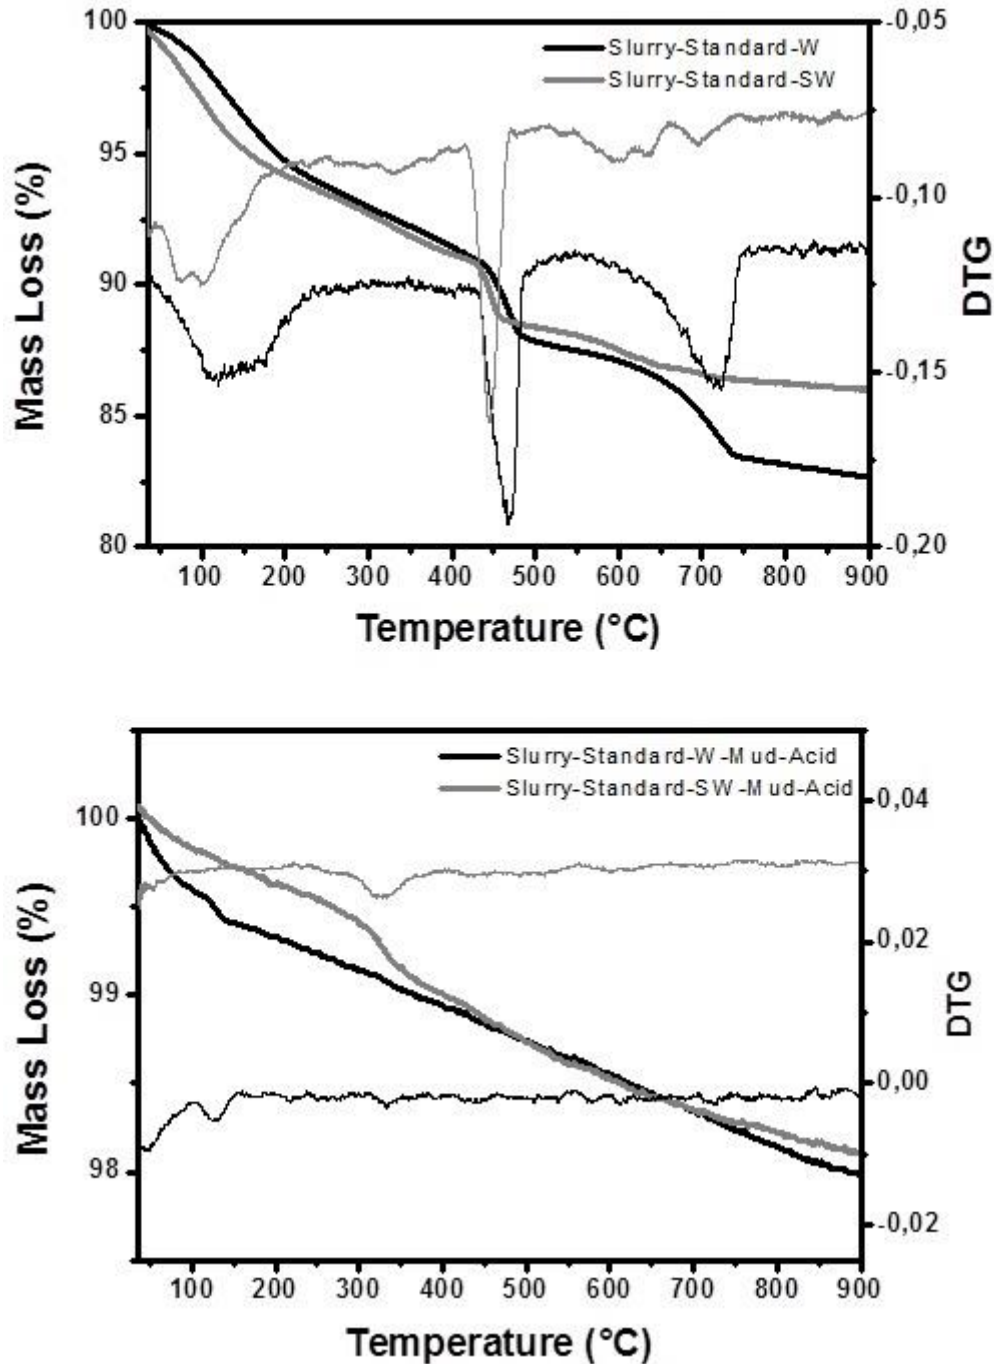 100
95
90
85
80
Mass Loss (%)
Slurry-Standard-W
Slurry-Standard-SW
-0,05
-0,10
-0,15
-0,20
DTG
100 200 300 400 500 600 700 800 900
Temperature (°C)
100
99
98
Mass Loss (%)
Slurry-Standard-W-Mud-Acid
Slurry-Standard-SW-Mud-Acid
0,04
0,02
0,00
-0,02
DTG
100 200 300 400 500 600 700 800 900
Temperature (°C)